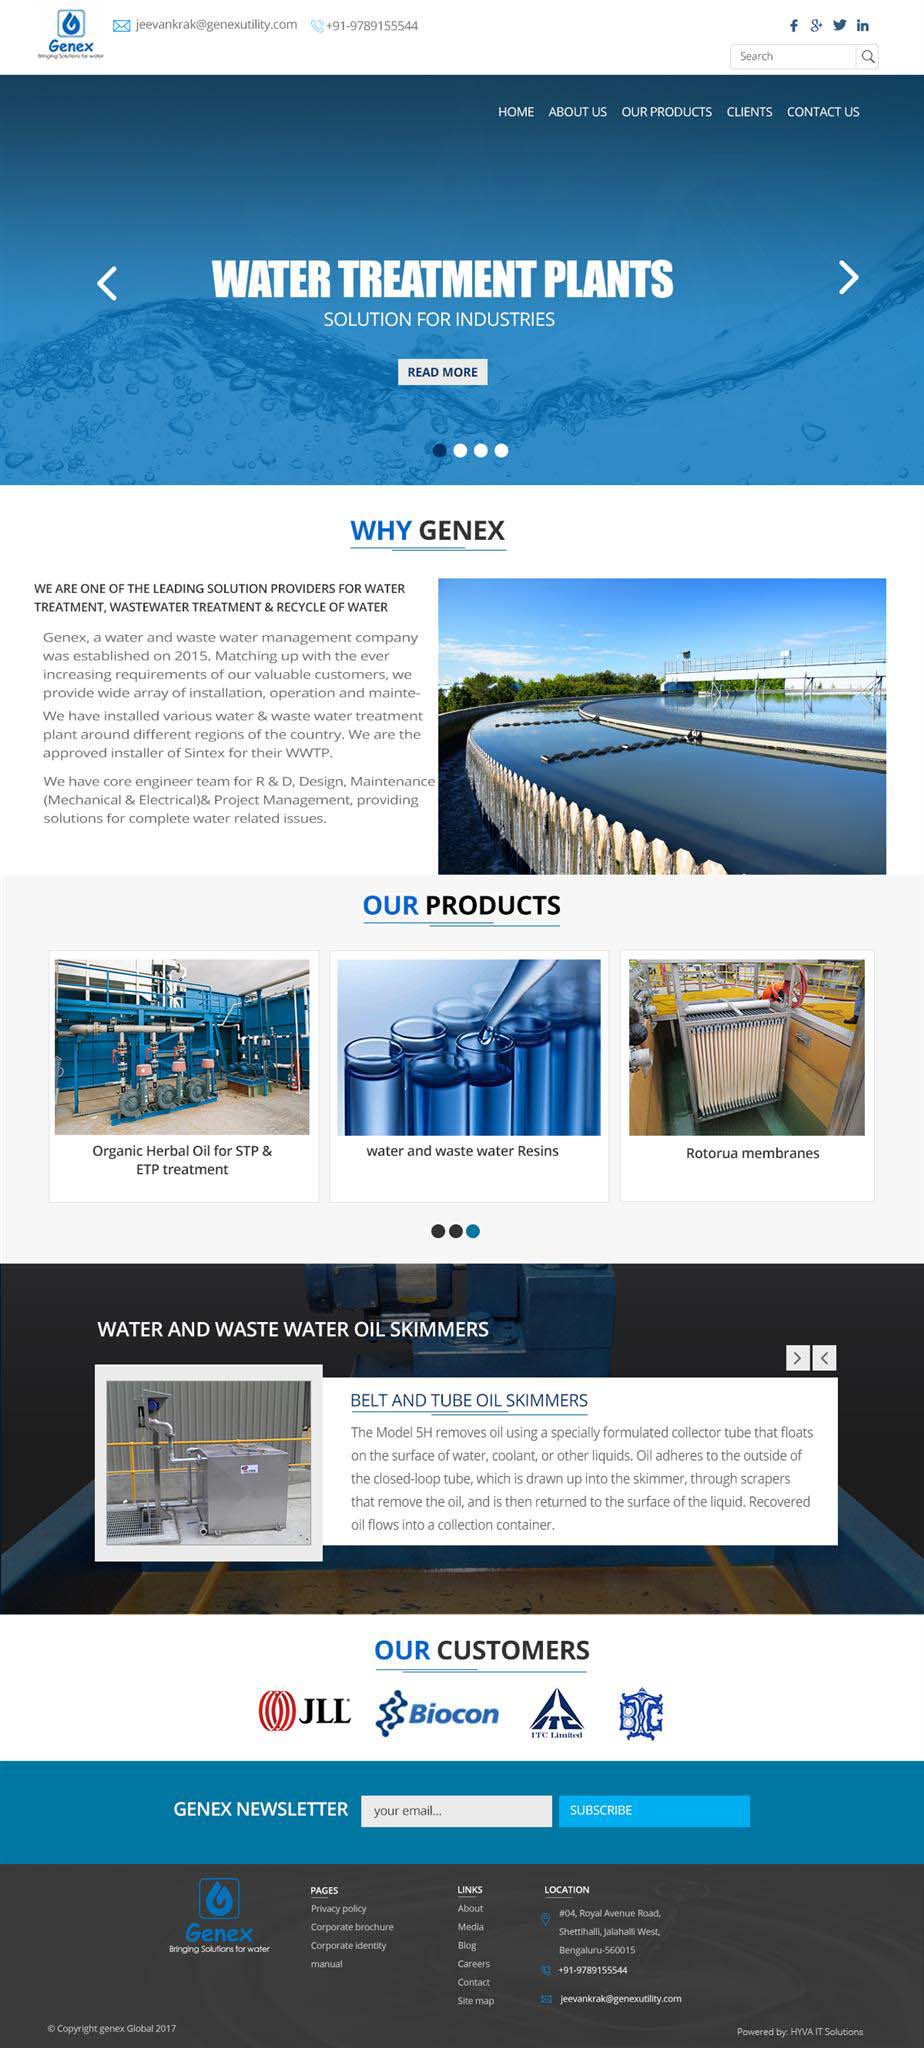 Genex
Bringing Solutions for water
jeevankrak@genexutility.com
+91-9789155544
Search
HOME ABOUT US OUR PRODUCTS CLIENTS CONTACT US
WATER TREATMENT PLANTS
SOLUTION FOR INDUSTRIES
READ MORE
WHY GENEX
WE ARE ONE OF THE LEADING SOLUTION PROVIDERS FOR WATER
TREATMENT, WASTEWATER TREATMENT & RECYCLE OF WATER
Genex, a water and waste water management company
was established on 2015. Matching up with the ever
increasing requirements of our valuable customers, we
provide wide array of installation, operation and mainte-
We have installed various water & waste water treatment
plant around different regions of the country. We are the
approved installer of Sintex for their WWTP.
We have core engineer team for R & D, Design, Maintenance
(Mechanical & Electrical)& Project Management, providing
solutions for complete water related issues.
OUR PRODUCTS
Organic Herbal Oil for STP &
ETP treatment
water and waste water Resins
Rotorua membranes
WATER AND WASTE WATER OIL SKIMMERS
BELT AND TUBE OIL SKIMMERS
The Model 5H removes oil using a specially formulated collector tube that floats
on the surface of water, coolant, or other liquids. Oil adheres to the outside of
the closed-loop tube, which is drawn up into the skimmer, through scrapers
that remove the oil, and is then returned to the surface of the liquid. Recovered
oil flows into a collection container.
OUR CUSTOMERS
JLL®
Biocon
ITC
ITC Limited
GENEX NEWSLETTER
your email...
SUBSCRIBE
Genex
Bringing Solutions for water
PAGES
Privacy policy
Corporate brochure
Corporate identity
manual
LINKS
About
Media
Blog
Careers
Contact
Site map
LOCATION
#04, Royal Avenue Road,
Shettihalli, Jalahalli West,
Bengaluru-560015
+91-9789155544
jeevankrak@genexutility.com
© Copyright genex Global 2017
Powered by: HYVA IT Solutions